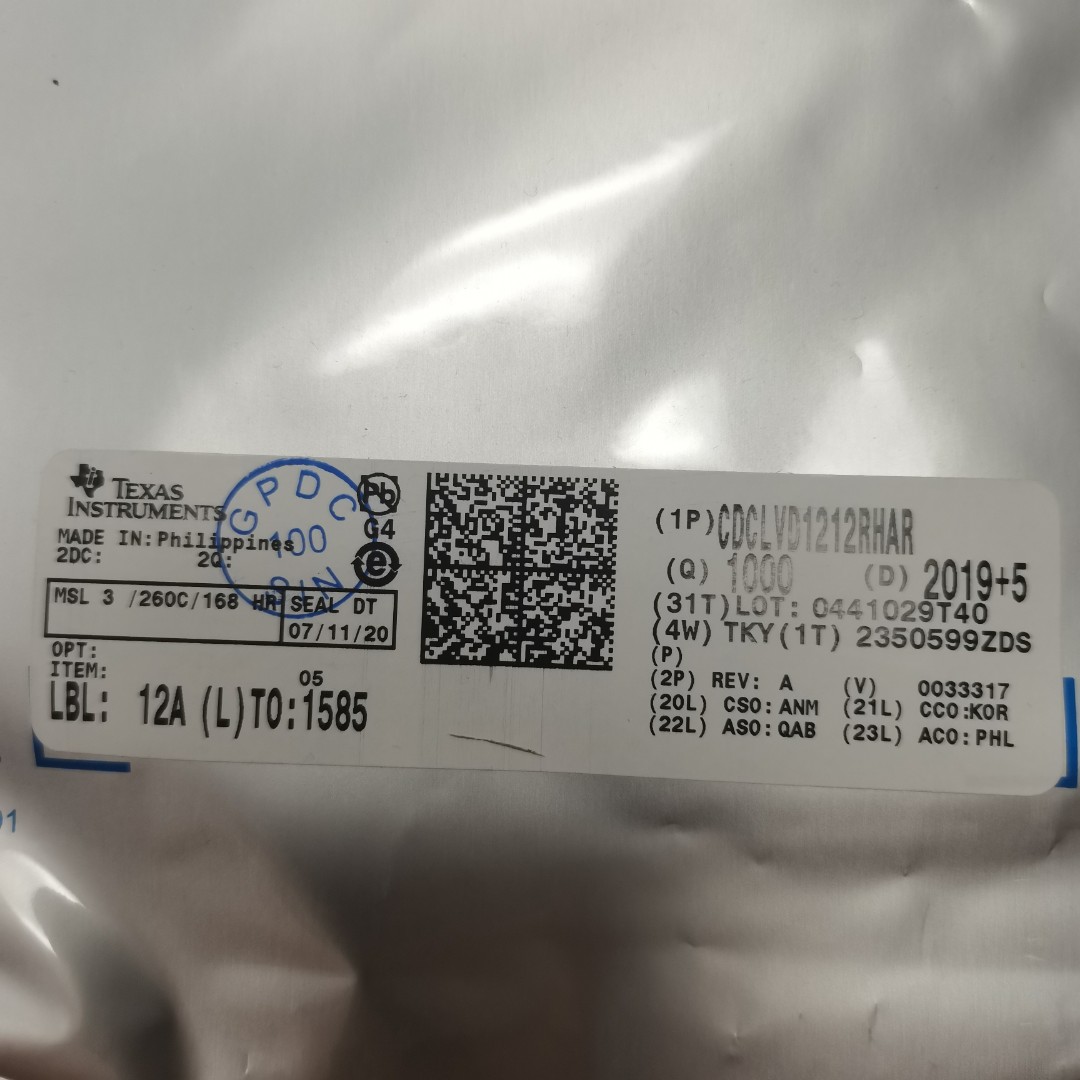 TEXAS
INSTRUMENTS
MADE IN: Philippines
2DC: 2Q:
MSL 3 /260C/168 HR
SEAL DT
07/11/20
OPT:
ITEM:
05
LBL: 12A (L)TO:1585
Pb
G4
e
GPDC
100
(1P)CDCLVD1212RHAR
(Q) 1000 (D) 2019+5
(31T)LOT: 0441029T40
(4W) TKY(1T) 2350599ZDS
(P)
(2P) REV: A (V) 0033317
(20L) CSO:ANM (21L) CCO:KOR
(22L) ASO:QAB (23L) ACO:PHL